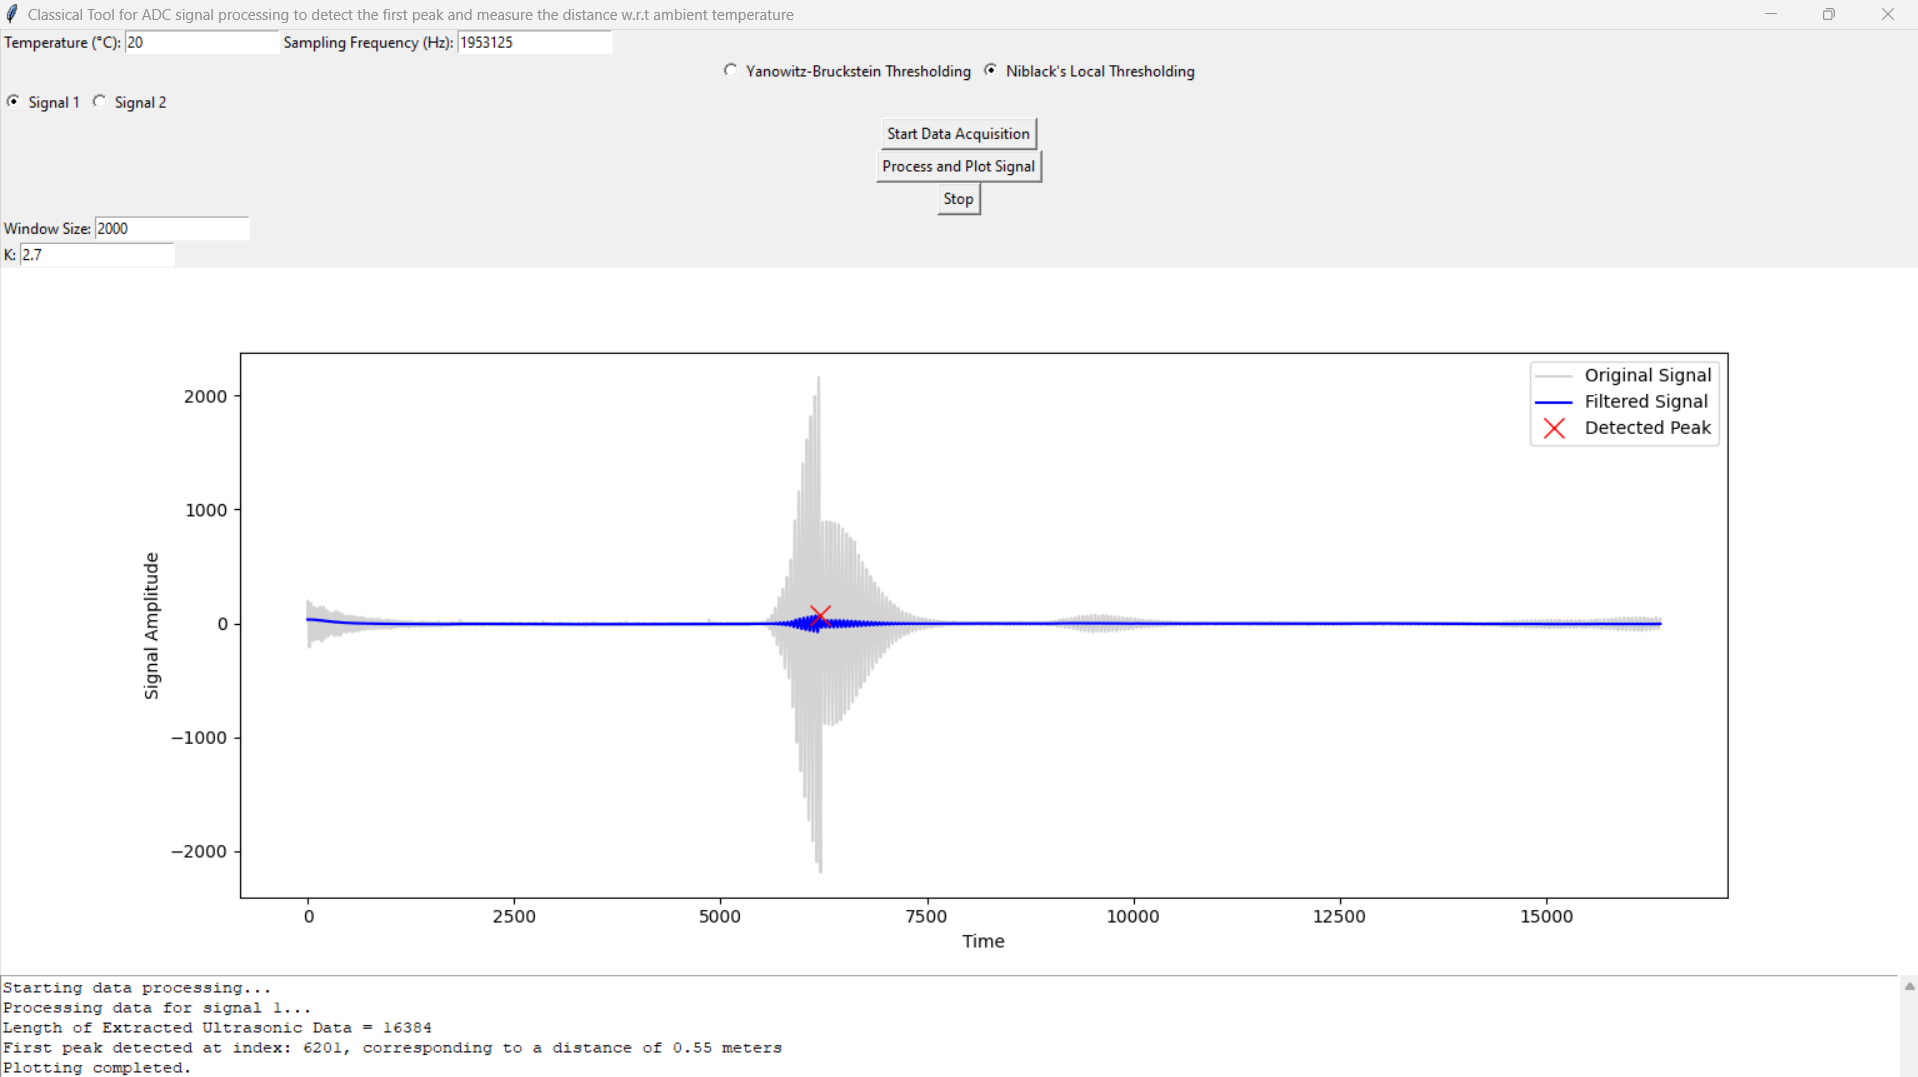 Classical Tool for ADC signal processing to detect the first peak and measure the distance w.r.t ambient temperature
Temperature (°C): 20 Sampling Frequency (Hz): 1953125
Yanowitz-Bruckstein Thresholding Niblack's Local Thresholding
Signal 1 Signal 2
Start Data Acquisition
Process and Plot Signal
Stop
Window Size: 2000
K: 2.7
Original Signal
Filtered Signal
Detected Peak
2000
1000
0
−1000
−2000
Signal Amplitude
0 2500 5000 7500 10000 12500 15000
Time
Starting data processing...
Processing data for signal 1...
Length of Extracted Ultrasonic Data = 16384
First peak detected at index: 6201, corresponding to a distance of 0.55 meters
Plotting completed.